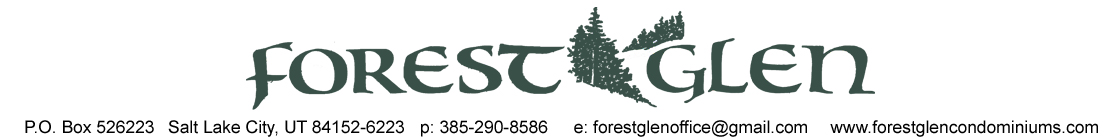 FOREST GLEN
P.O. Box 526223 Salt Lake City, UT 84152-6223 p: 385-290-8586 e: forestglenoffice@gmail.com www.forestglencondominiums.com